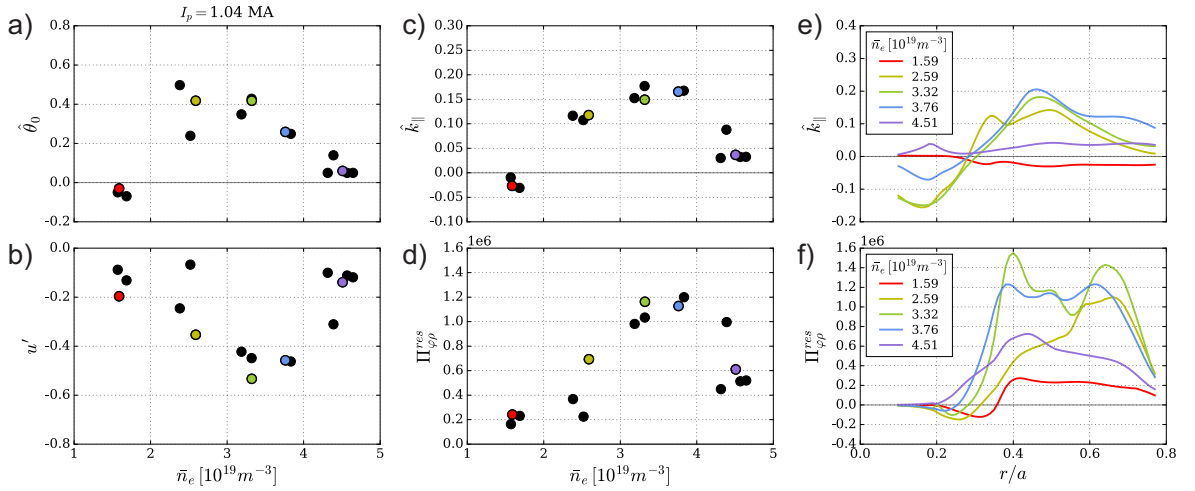 I_p = 1.04 MA
a)
0.8
0.6
0.4
0.2
0.0
-0.2
θ̂_0
b)
0.0
-0.2
-0.4
-0.6
-0.8
u′
1 2 3 4 5
n̄_e [10^19 m^−3]
c)
0.30
0.25
0.20
0.15
0.10
0.05
0.00
-0.05
-0.10
k̂_∥
d)
1e6
1.6
1.4
1.2
1.0
0.8
0.6
0.4
0.2
0.0
Π^res_φρ
1 2 3 4 5
n̄_e [10^19 m^−3]
e)
0.4
0.3
0.2
0.1
0.0
-0.1
-0.2
k̂_∥
n̄_e [10^19 m^−3]
1.59
2.59
3.32
3.76
4.51
f)
1e6
1.6
1.4
1.2
1.0
0.8
0.6
0.4
0.2
0.0
-0.2
-0.4
Π^res_φρ
n̄_e [10^19 m^−3]
1.59
2.59
3.32
3.76
4.51
0.0 0.2 0.4 0.6 0.8
r/a